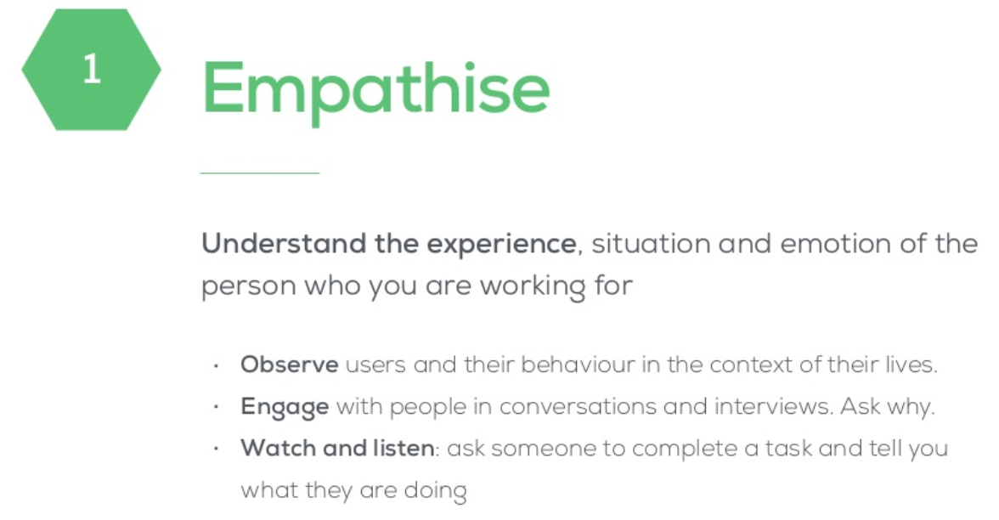 1
Empathise
Understand the experience, situation and emotion of the
person who you are working for
• Observe users and their behaviour in the context of their lives.
• Engage with people in conversations and interviews. Ask why.
• Watch and listen: ask someone to complete a task and tell you
what they are doing